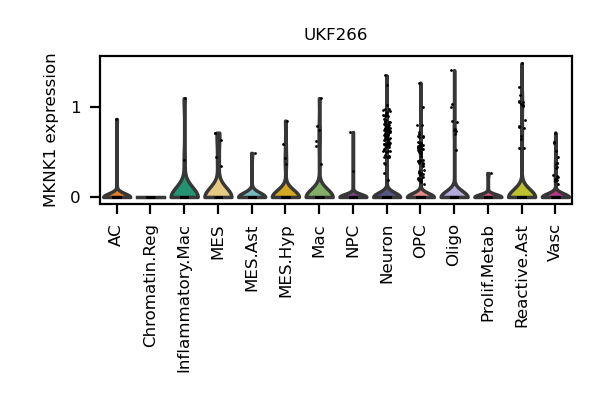 UKF266
MKNK1 expression
1
0
AC
Chromatin.Reg
Inflammatory.Mac
MES
MES.Ast
MES.Hyp
Mac
NPC
Neuron
OPC
Oligo
Prolif.Metab
Reactive.Ast
Vasc